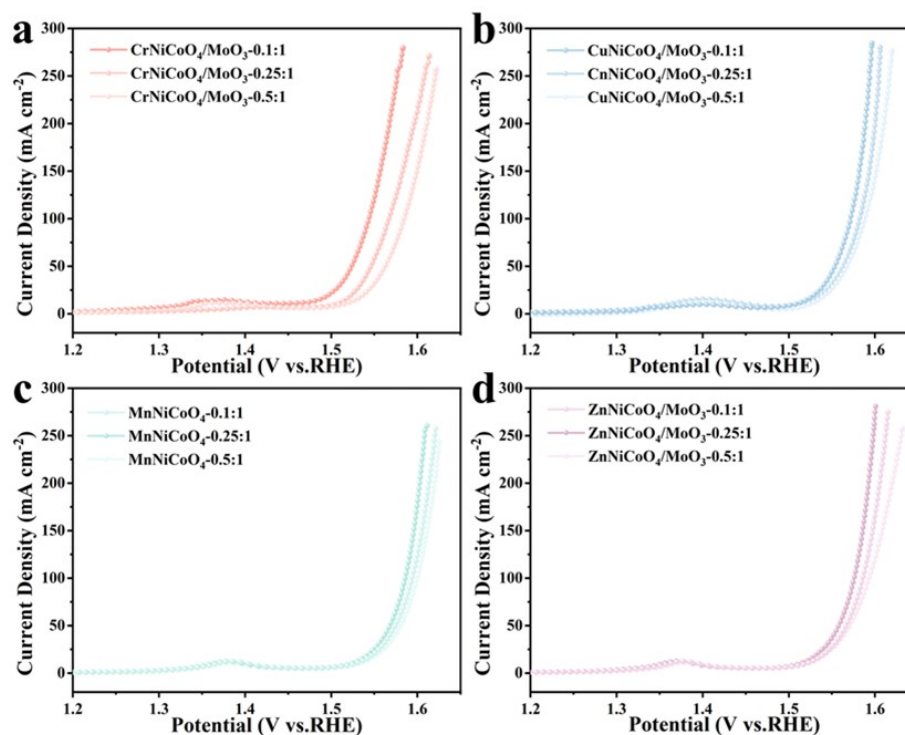 a
CrNiCoO₄/MoO₃-0.1:1
CrNiCoO₄/MoO₃-0.25:1
CrNiCoO₄/MoO₃-0.5:1
300
250
200
150
100
50
0
Current Density (mA cm⁻²)
1.2 1.3 1.4 1.5 1.6
Potential (V vs.RHE)
b
CuNiCoO₄/MoO₃-0.1:1
CnNiCoO₄/MoO₃-0.25:1
CuNiCoO₄/MoO₃-0.5:1
300
250
200
150
100
50
0
Current Density (mA cm⁻²)
1.2 1.3 1.4 1.5 1.6
Potential (V vs.RHE)
c
MnNiCoO₄-0.1:1
MnNiCoO₄-0.25:1
MnNiCoO₄-0.5:1
300
250
200
150
100
50
0
Current Density (mA cm⁻²)
1.2 1.3 1.4 1.5 1.6
Potential (V vs.RHE)
d
ZnNiCoO₄/MoO₃-0.1:1
ZnNiCoO₄/MoO₃-0.25:1
ZnNiCoO₄/MoO₃-0.5:1
300
250
200
150
100
50
0
Current Density (mA cm⁻²)
1.2 1.3 1.4 1.5 1.6
Potential (V vs.RHE)